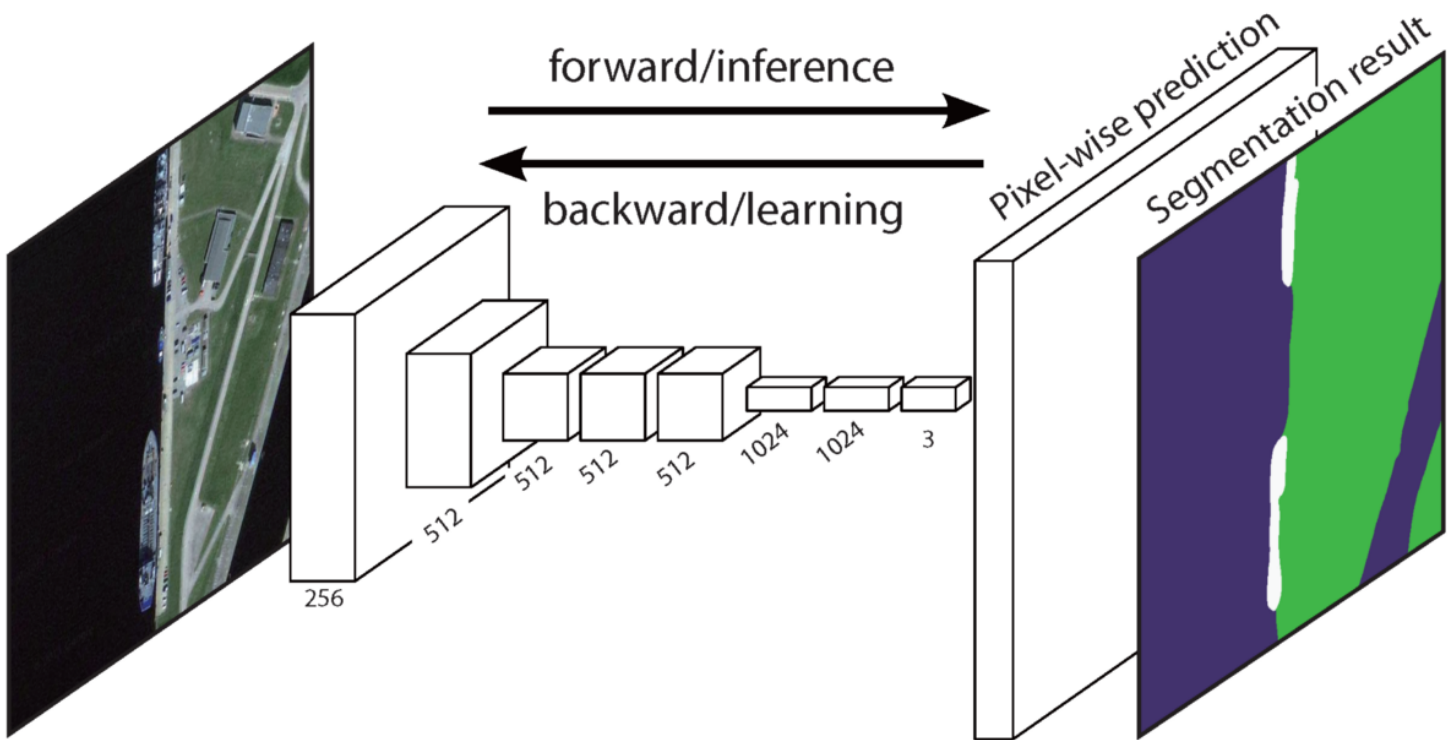 forward/inference
backward/learning
Pixel-wise prediction
Segmentation result
256
512
512
512
512
1024
1024
3